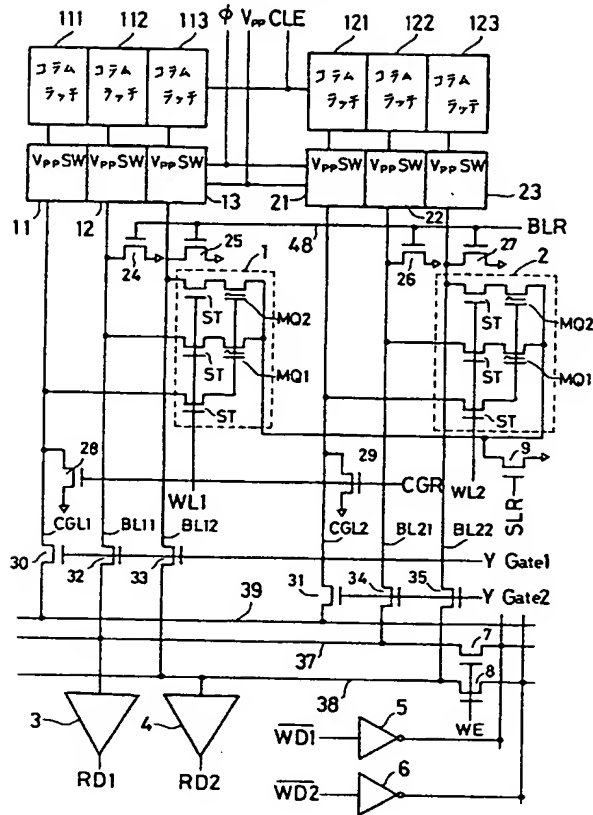 111 112 113 φ Vpp CLE 121 122 123
コラム ラッチ コラム ラッチ コラム ラッチ コラム ラッチ コラム ラッチ コラム ラッチ
VppSW VppSW VppSW VppSW VppSW VppSW
11 12 13 21 22 23
48 BLR
24 25 1 26 27 2
ST MQ2 ST MQ2
ST MQ1 ST MQ1
ST ST
28 29 9
WL1 CGR WL2 SLR
CGL1 BL11 BL12 CGL2 BL21 BL22
30 32 33 Y Gate1
31 34 35 Y Gate2
39
37 7
38 8
3 4 WE
WD1 5
RD1 RD2
WD2 6